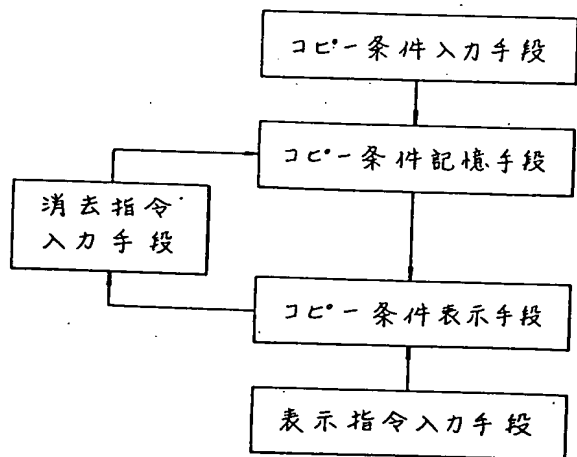 コピー条件入力手段
コピー条件記憶手段
消去指令
入力手段
コピー条件表示手段
表示指令入力手段